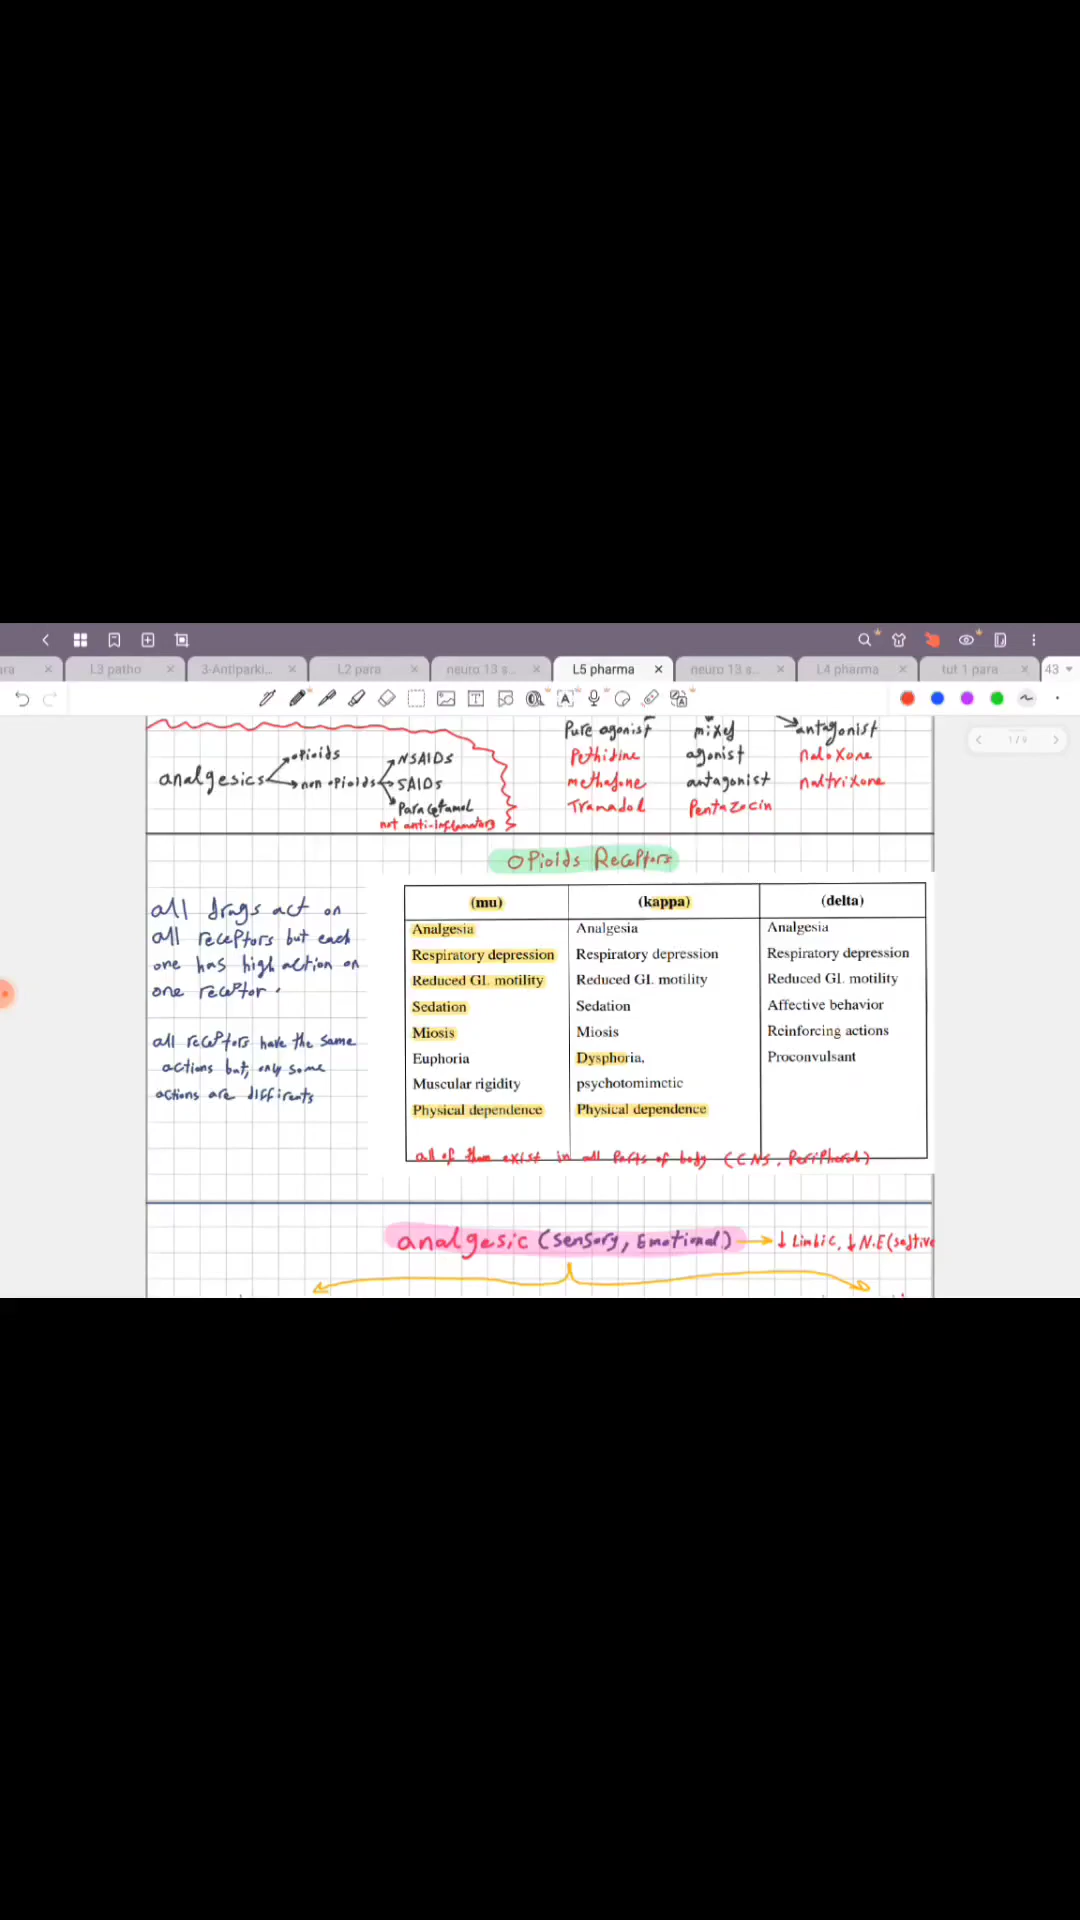 ara
L3 patho
3-Antiparki...
L2 para
neuro 13 s...
L5 pharma
neuro 13 s...
L4 pharma
tut 1 para
43
1/9
Pure agonist
mixed
antagonist
analgesics
opioids
NSAIDs
Pethidine
agonist
naloxone
non opioids
SAIDs
methafone
antagonist
naltrixone
Paracetamol
Tramadol
Pentazocin
not anti-inflamatory
Opioids Receptors
(mu)
(kappa)
(delta)
Analgesia
Analgesia
Analgesia
Respiratory depression
Respiratory depression
Respiratory depression
Reduced GI. motility
Reduced GI. motility
Reduced GI. motility
Sedation
Sedation
Affective behavior
Miosis
Miosis
Reinforcing actions
Euphoria
Dysphoria,
Proconvulsant
Muscular rigidity
psychotomimetic
Physical dependence
Physical dependence
all of them exist in all Parts of body (CNS, Peripheral)
all drugs act on
all receptors but each
one has high action on
one receptor.
all receptors have the same
actions but, only some
actions are diffirents
analgesic (Sensory, Emotional)
↓ Limbic, ↓ N.E